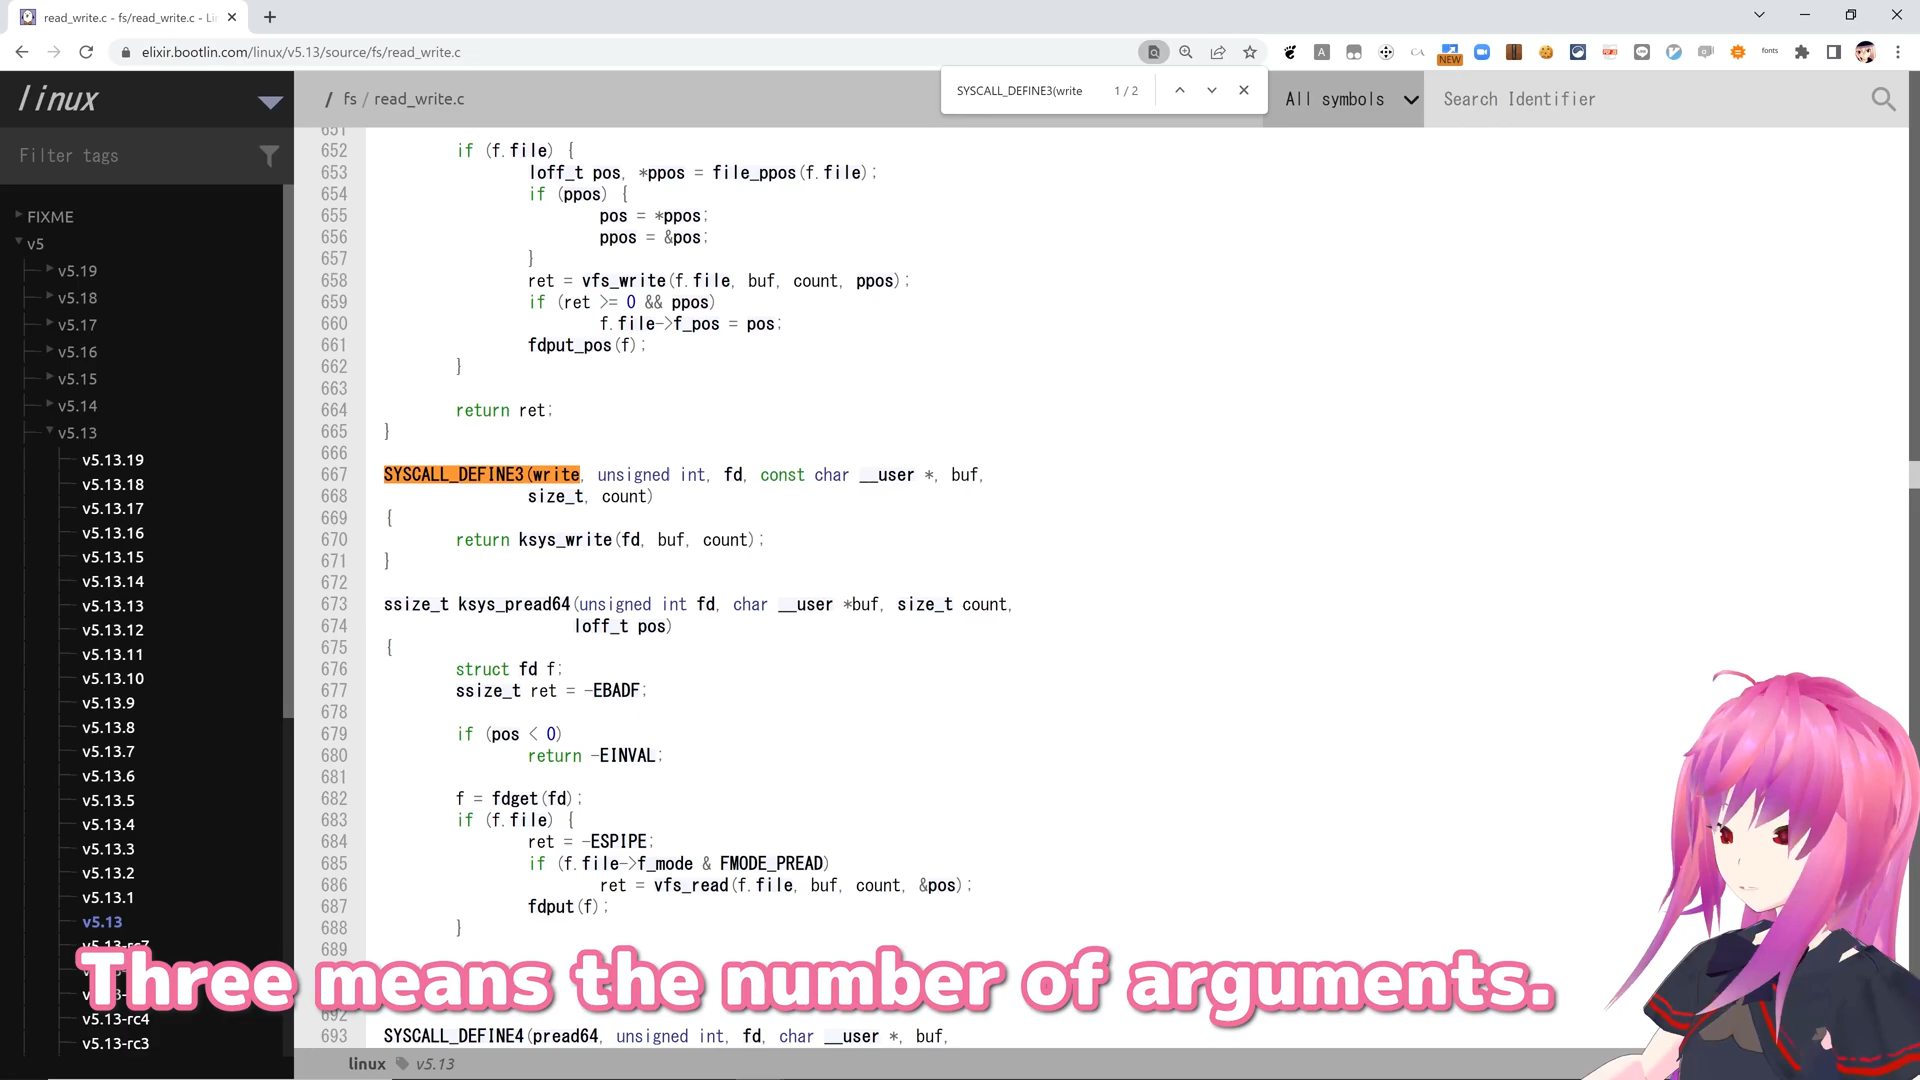 read_write.c - fs/read_write.c - Li
elixir.bootlin.com/linux/v5.13/source/fs/read_write.c
NEW
fonts
SYSCALL_DEFINE3(write 1/2
linux
/ fs / read_write.c
All symbols
Search Identifier
Filter tags
FIXME
v5
v5.19
v5.18
v5.17
v5.16
v5.15
v5.14
v5.13
v5.13.19
v5.13.18
v5.13.17
v5.13.16
v5.13.15
v5.13.14
v5.13.13
v5.13.12
v5.13.11
v5.13.10
v5.13.9
v5.13.8
v5.13.7
v5.13.6
v5.13.5
v5.13.4
v5.13.3
v5.13.2
v5.13.1
v5.13
v5.13-rc7
v5.13-rc4
v5.13-rc3
651
652 if (f.file) {
653 loff_t pos, *ppos = file_ppos(f.file);
654 if (ppos) {
655 pos = *ppos;
656 ppos = &pos;
657 }
658 ret = vfs_write(f.file, buf, count, ppos);
659 if (ret >= 0 && ppos)
660 f.file->f_pos = pos;
661 fdput_pos(f);
662 }
663
664 return ret;
665 }
666
667 SYSCALL_DEFINE3(write, unsigned int, fd, const char __user *, buf,
668 size_t, count)
669 {
670 return ksys_write(fd, buf, count);
671 }
672
673 ssize_t ksys_pread64(unsigned int fd, char __user *buf, size_t count,
674 loff_t pos)
675 {
676 struct fd f;
677 ssize_t ret = -EBADF;
678
679 if (pos < 0)
680 return -EINVAL;
681
682 f = fdget(fd);
683 if (f.file) {
684 ret = -ESPIPE;
685 if (f.file->f_mode & FMODE_PREAD)
686 ret = vfs_read(f.file, buf, count, &pos);
687 fdput(f);
688 }
689
692
693 SYSCALL_DEFINE4(pread64, unsigned int, fd, char __user *, buf,
Three means the number of arguments.
linux v5.13